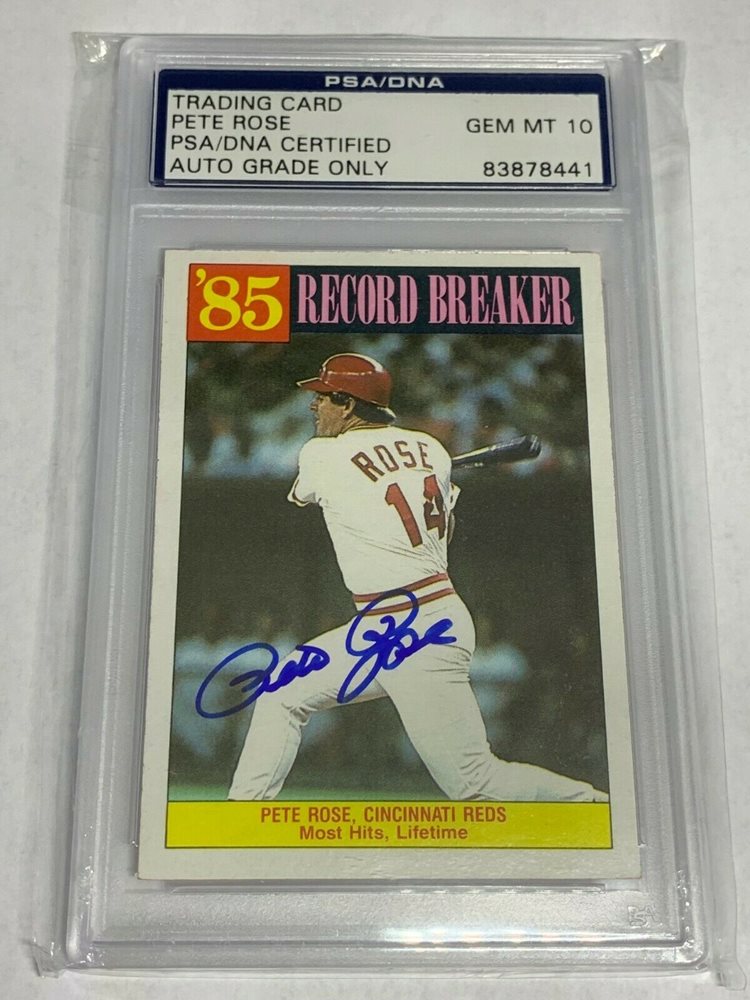 PSA/DNA
TRADING CARD
PETE ROSE
PSA/DNA CERTIFIED
AUTO GRADE ONLY
GEM MT 10
83878441
'85 RECORD BREAKER
ROSE
14
Pete Rose
PETE ROSE, CINCINNATI REDS
Most Hits, Lifetime
PSA